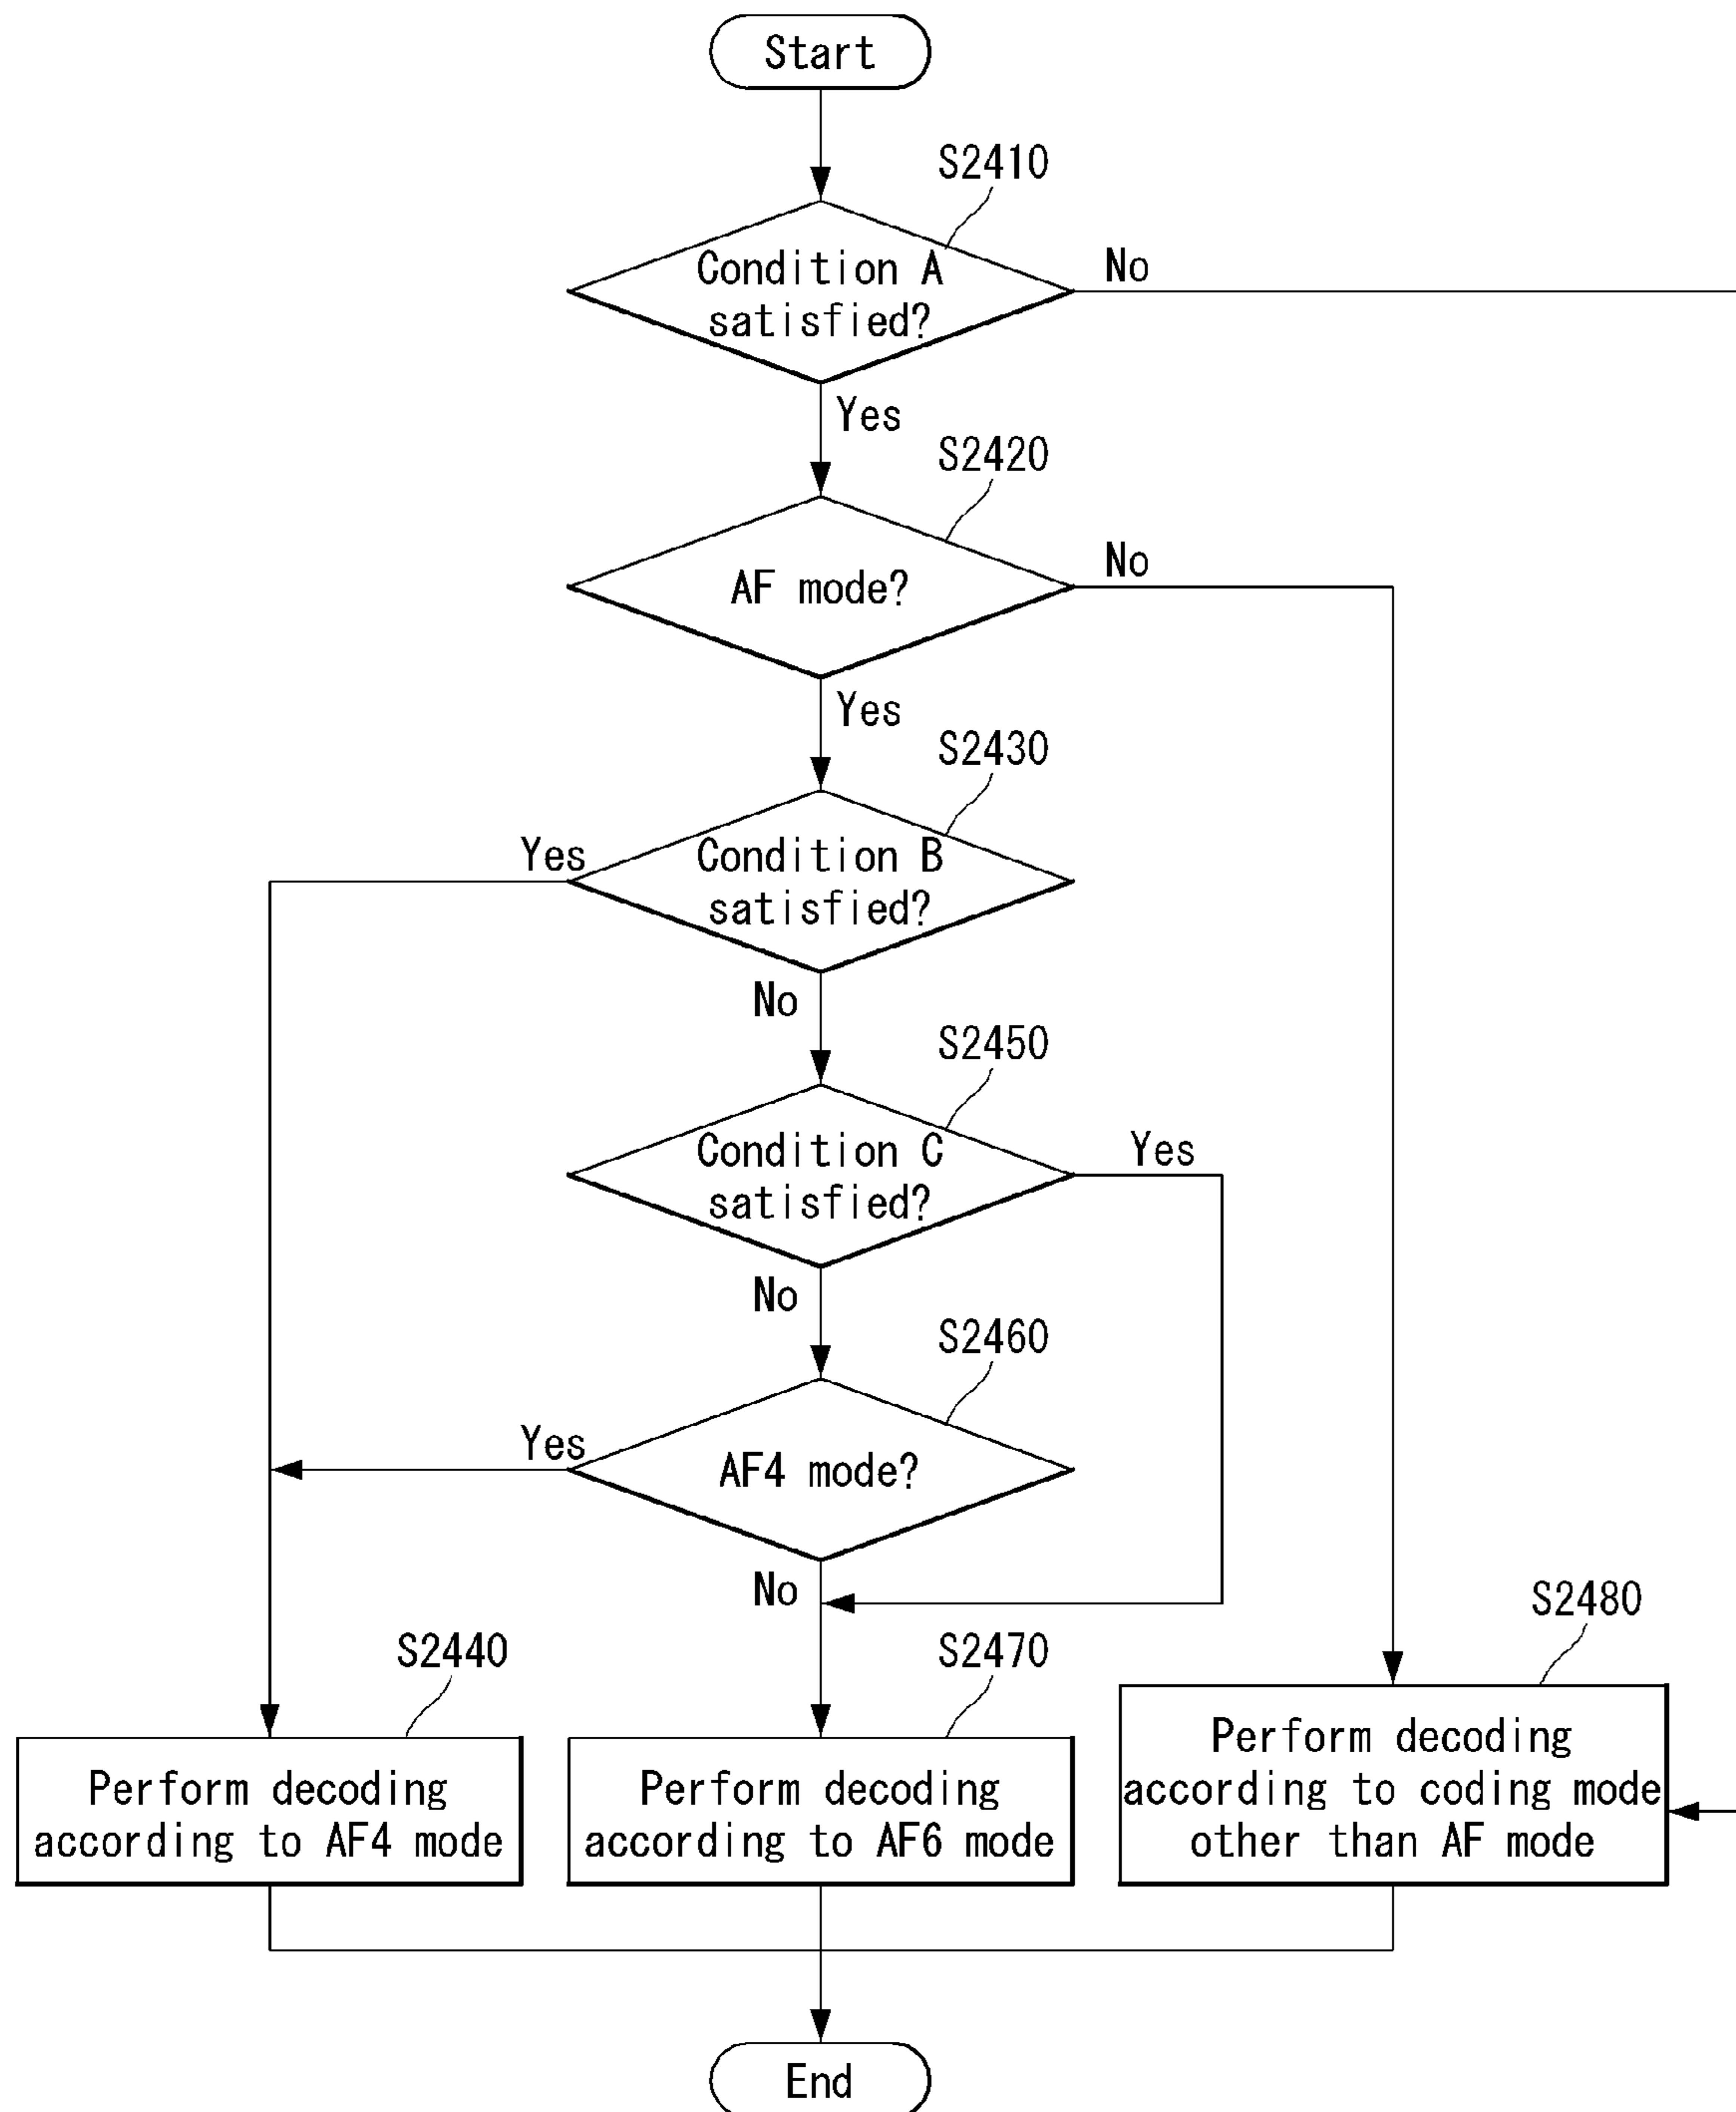 Start
S2410
Condition A
satisfied?
No
Yes
S2420
AF mode?
No
Yes
S2430
Yes
Condition B
satisfied?
No
S2450
Condition C
satisfied?
Yes
No
S2460
Yes
AF4 mode?
No
S2440
S2470
S2480
Perform decoding
according to AF4 mode
Perform decoding
according to AF6 mode
Perform decoding
according to coding mode
other than AF mode
End